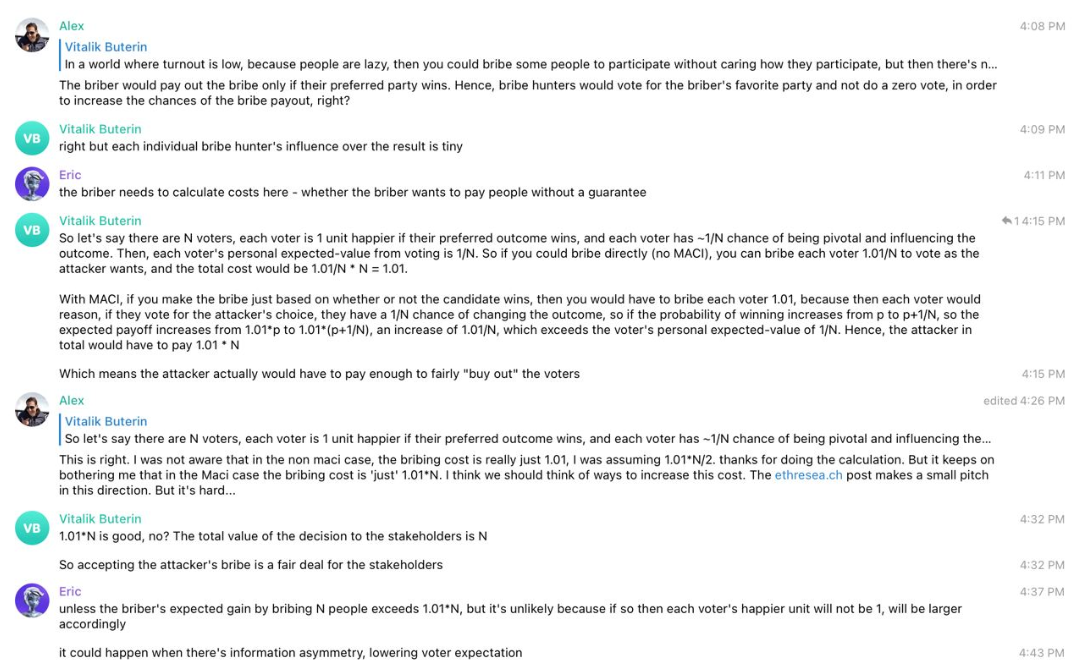 Alex
4:08 PM
Vitalik Buterin
In a world where turnout is low, because people are lazy, then you could bribe some people to participate without caring how they participate, but then there's n...
The briber would pay out the bribe only if their preferred party wins. Hence, bribe hunters would vote for the briber's favorite party and not do a zero vote, in order
to increase the chances of the bribe payout, right?
VB
Vitalik Buterin
4:09 PM
right but each individual bribe hunter's influence over the result is tiny
Eric
4:11 PM
the briber needs to calculate costs here - whether the briber wants to pay people without a guarantee
VB
Vitalik Buterin
1 4:15 PM
So let's say there are N voters, each voter is 1 unit happier if their preferred outcome wins, and each voter has ~1/N chance of being pivotal and influencing the
outcome. Then, each voter's personal expected-value from voting is 1/N. So if you could bribe directly (no MACI), you can bribe each voter 1.01/N to vote as the
attacker wants, and the total cost would be 1.01/N * N = 1.01.
With MACI, if you make the bribe just based on whether or not the candidate wins, then you would have to bribe each voter 1.01, because then each voter would
reason, if they vote for the attacker's choice, they have a 1/N chance of changing the outcome, so if the probability of winning increases from p to p+1/N, so the
expected payoff increases from 1.01*p to 1.01*(p+1/N), an increase of 1.01/N, which exceeds the voter's personal expected-value of 1/N. Hence, the attacker in
total would have to pay 1.01 * N
Which means the attacker actually would have to pay enough to fairly "buy out" the voters
4:15 PM
Alex
edited 4:26 PM
Vitalik Buterin
So let's say there are N voters, each voter is 1 unit happier if their preferred outcome wins, and each voter has ~1/N chance of being pivotal and influencing the...
This is right. I was not aware that in the non maci case, the bribing cost is really just 1.01, I was assuming 1.01*N/2. thanks for doing the calculation. But it keeps on
bothering me that in the Maci case the bribing cost is 'just' 1.01*N. I think we should think of ways to increase this cost. The ethresea.ch post makes a small pitch
in this direction. But it's hard...
VB
Vitalik Buterin
4:32 PM
1.01*N is good, no? The total value of the decision to the stakeholders is N
So accepting the attacker's bribe is a fair deal for the stakeholders
4:32 PM
Eric
4:37 PM
unless the briber's expected gain by bribing N people exceeds 1.01*N, but it's unlikely because if so then each voter's happier unit will not be 1, will be larger
accordingly
it could happen when there's information asymmetry, lowering voter expectation
4:43 PM